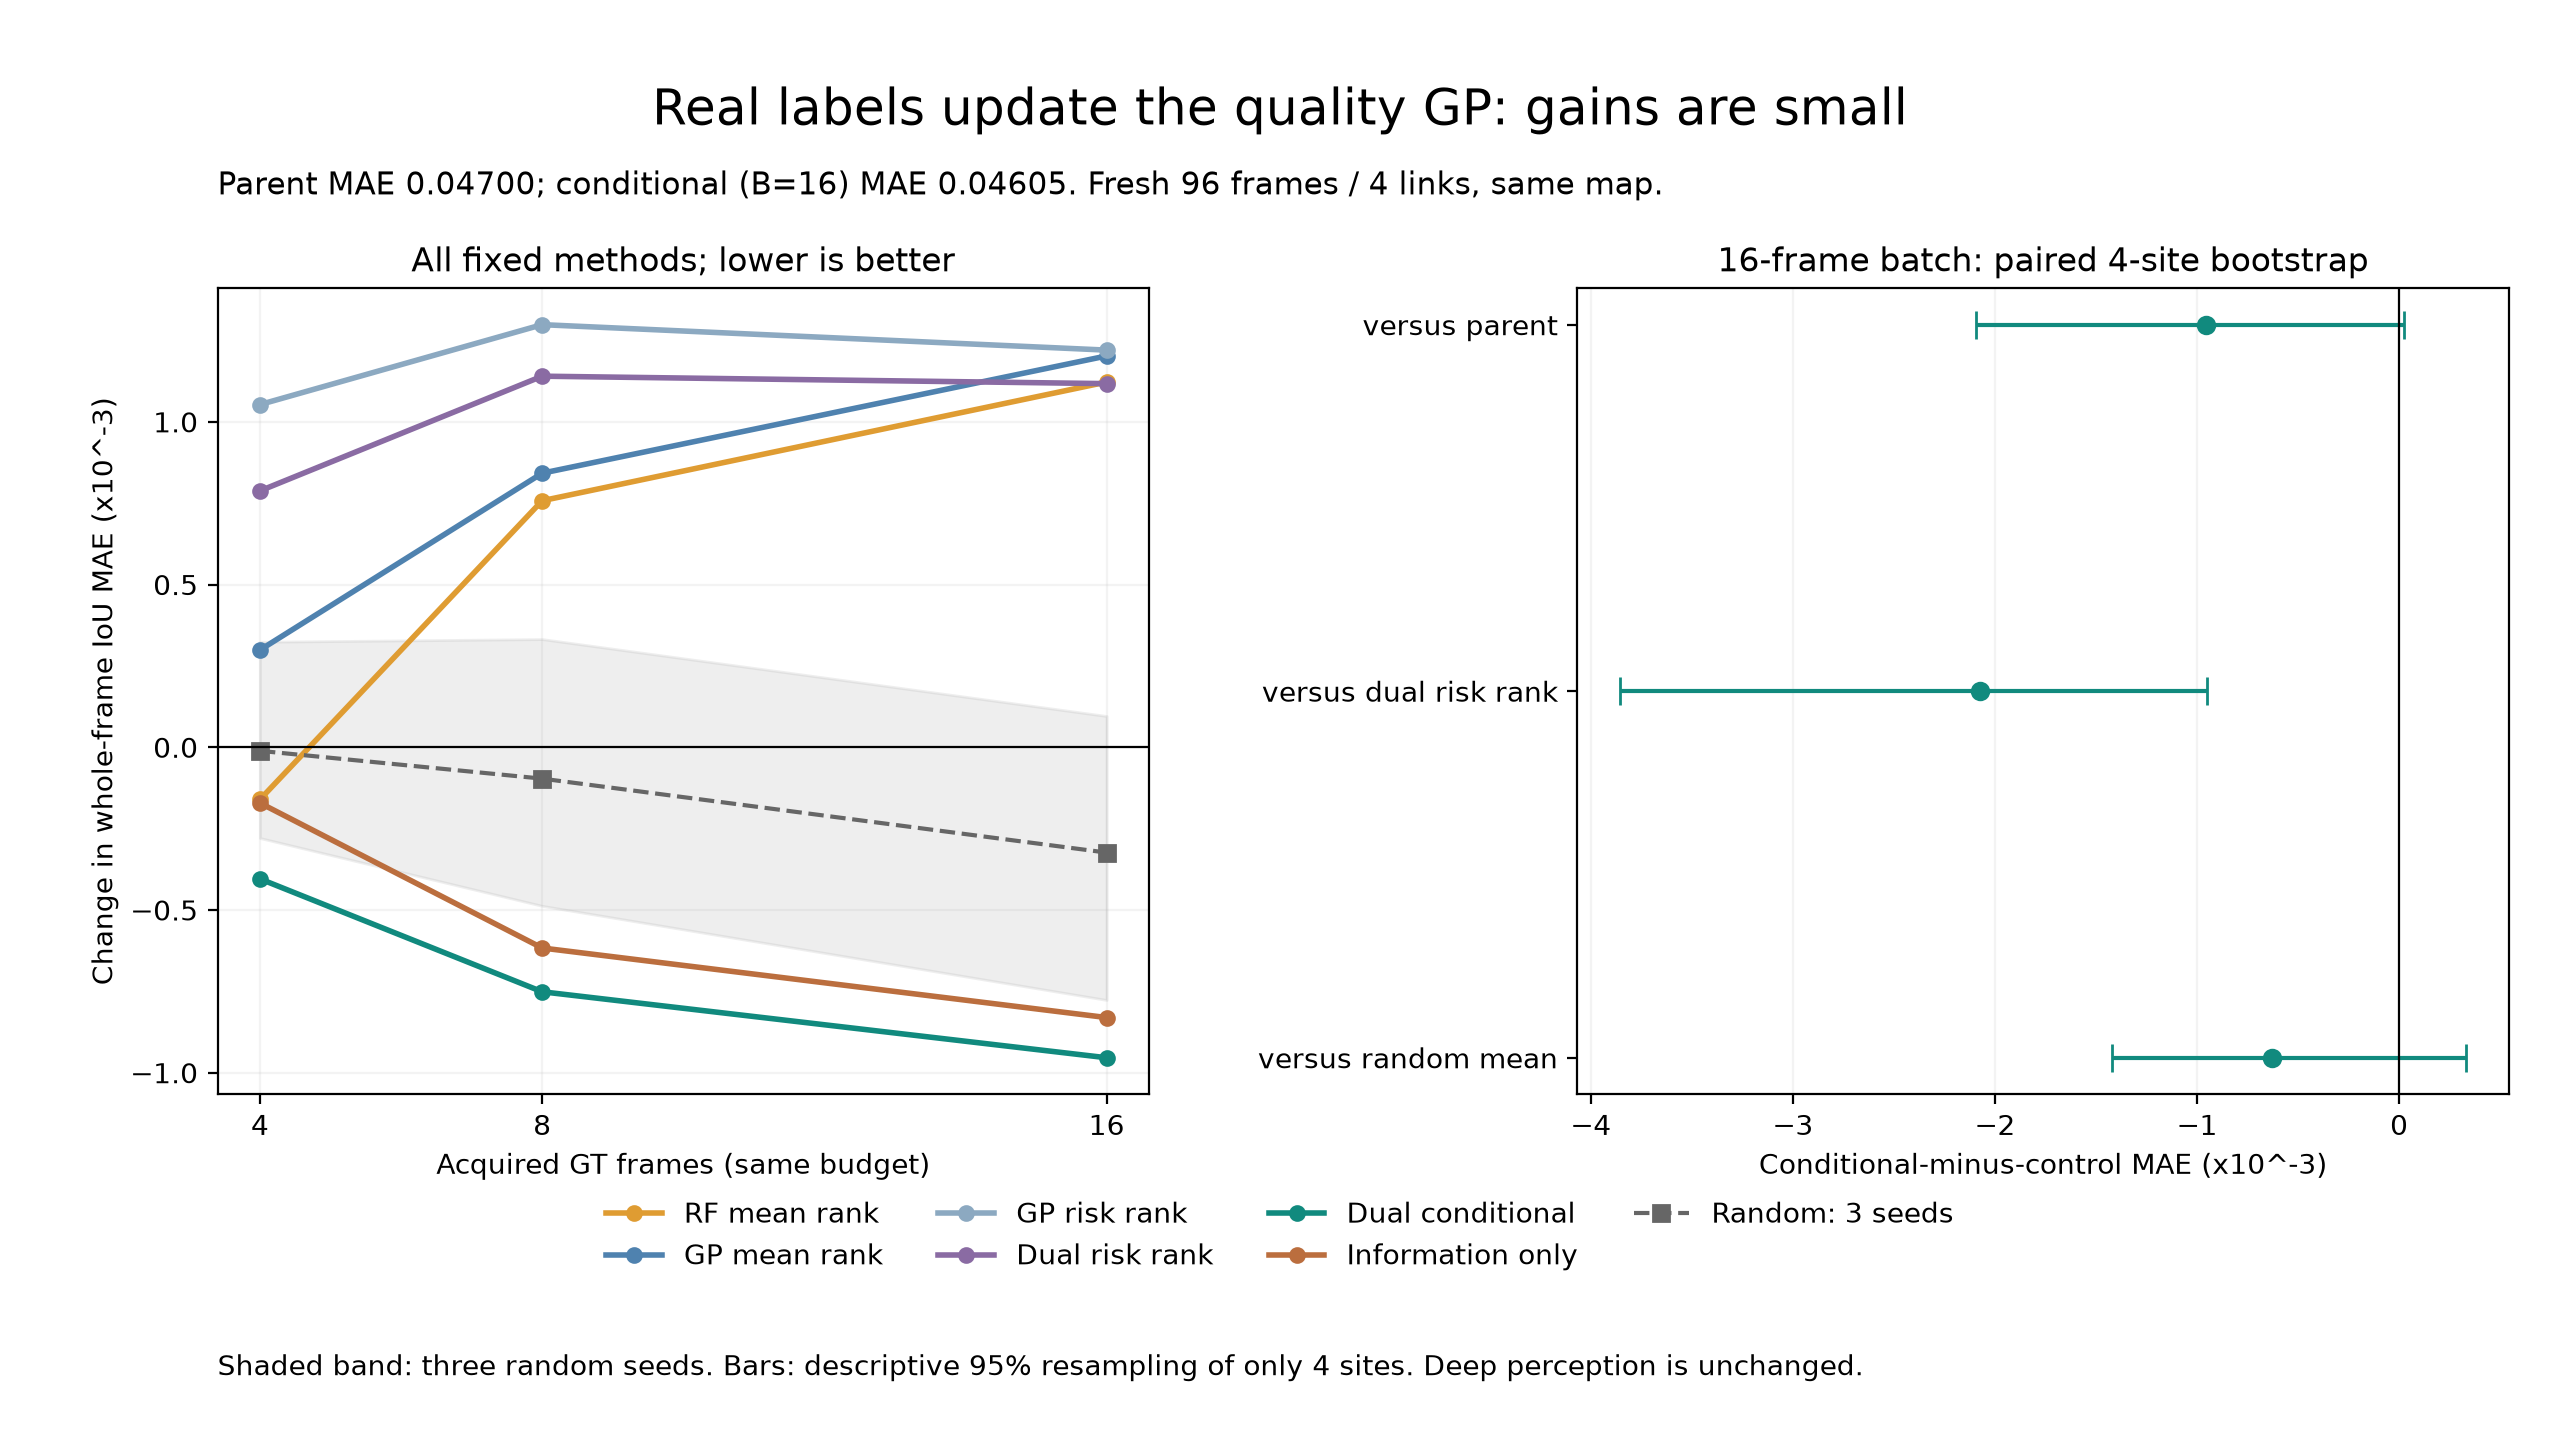 Real labels update the quality GP: gains are small
Parent MAE 0.04700; conditional (B=16) MAE 0.04605. Fresh 96 frames / 4 links, same map.
All fixed methods; lower is better
Change in whole-frame IoU MAE (x10^-3)
1.0
0.5
0.0
−0.5
−1.0
4
8
16
Acquired GT frames (same budget)
16-frame batch: paired 4-site bootstrap
versus parent
versus dual risk rank
versus random mean
−4
−3
−2
−1
0
Conditional-minus-control MAE (x10^-3)
RF mean rank
GP mean rank
GP risk rank
Dual risk rank
Dual conditional
Information only
Random: 3 seeds
Shaded band: three random seeds. Bars: descriptive 95% resampling of only 4 sites. Deep perception is unchanged.